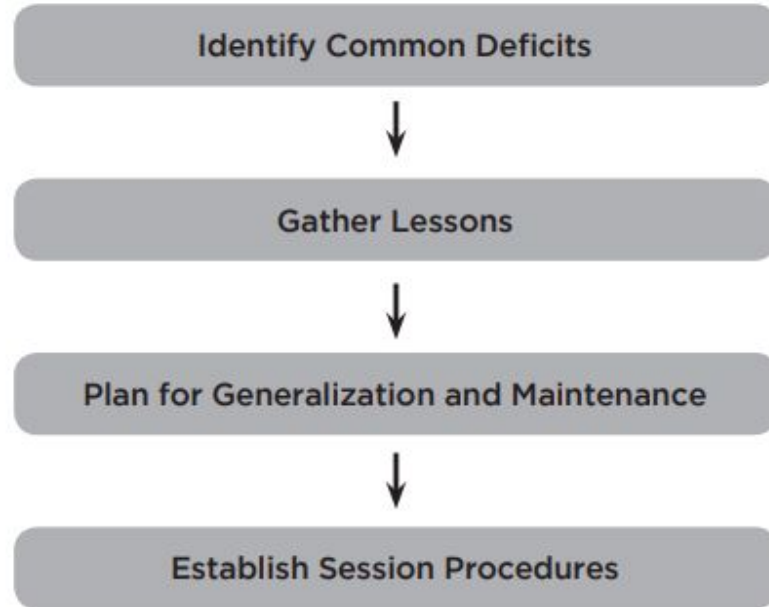 Identify Common Deficits
Gather Lessons
Plan for Generalization and Maintenance
Establish Session Procedures